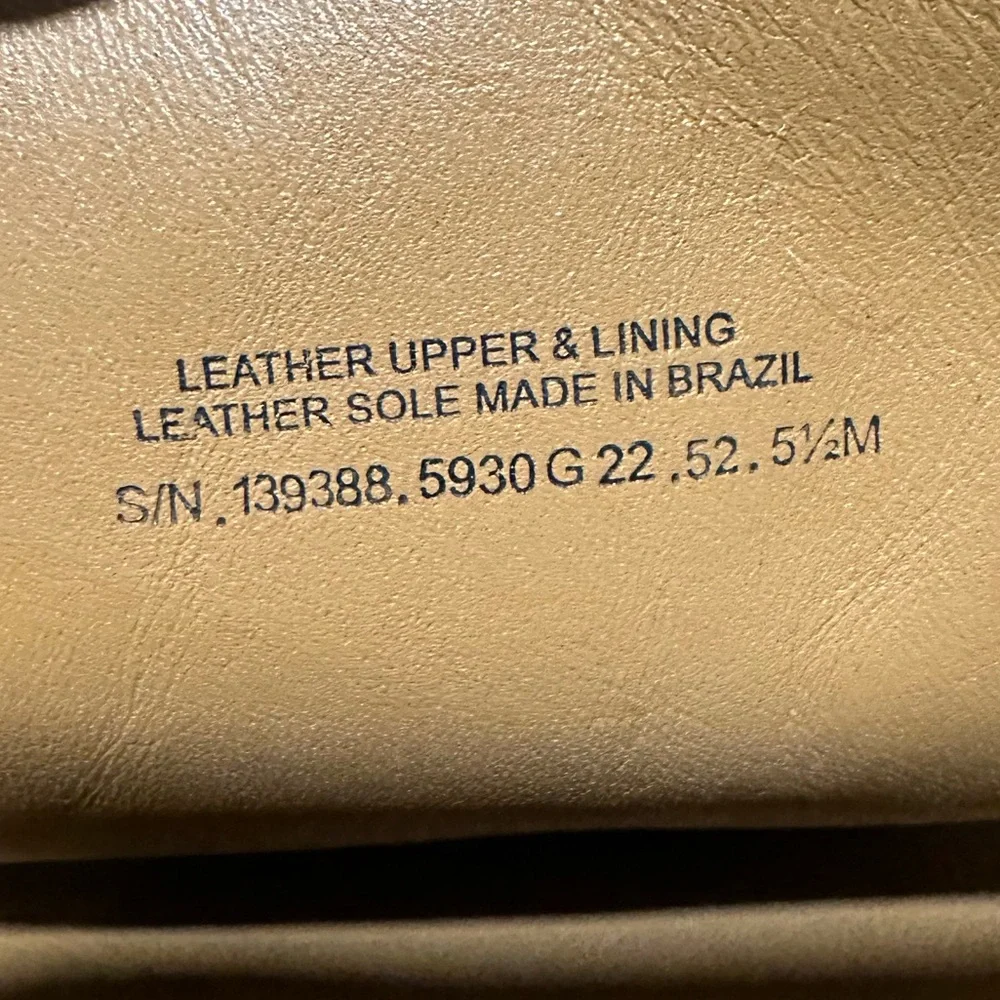 LEATHER UPPER & LINING
LEATHER SOLE MADE IN BRAZIL
S/N.139388.5930 G 22 .52. 5½M